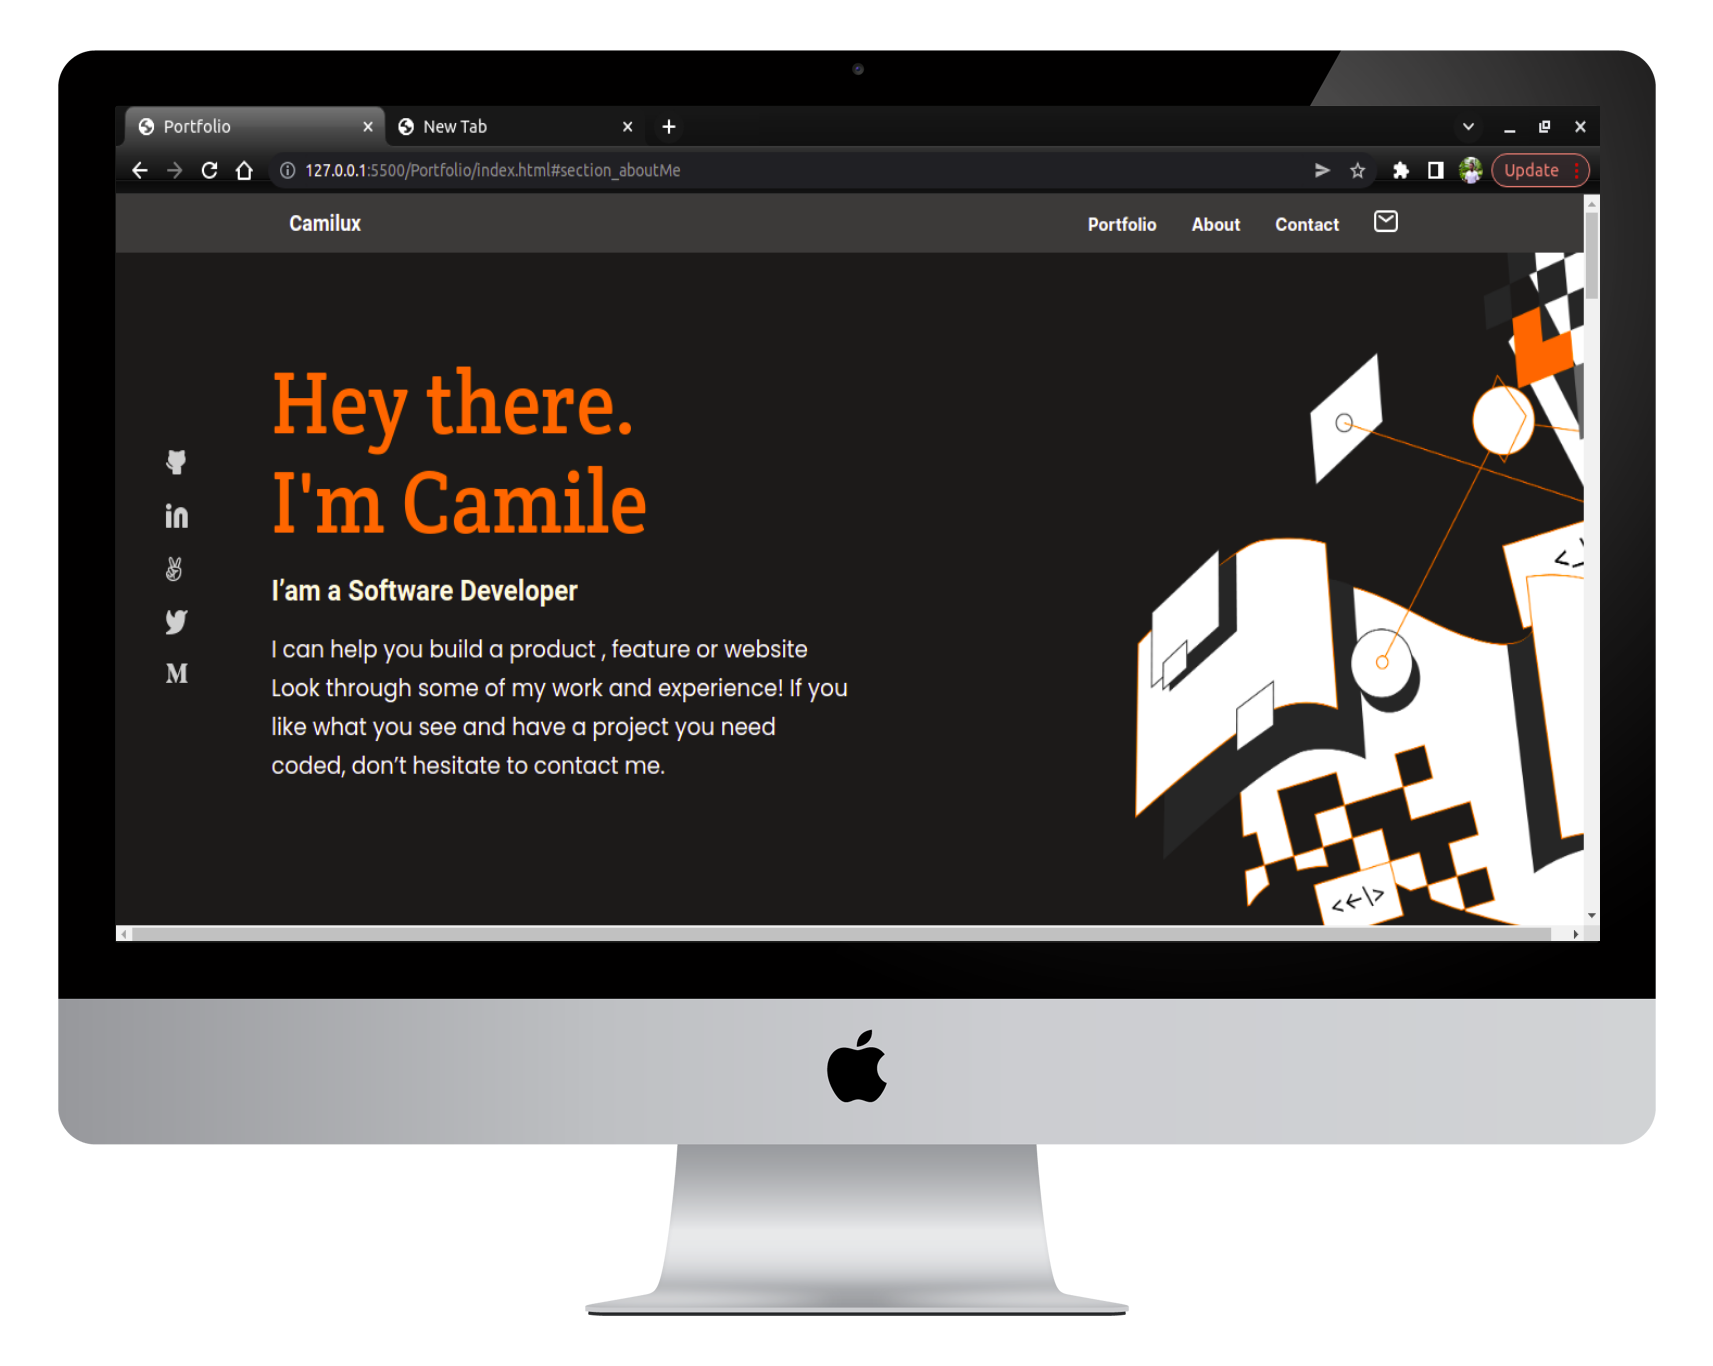 Portfolio
New Tab
127.0.0.1:5500/Portfolio/index.html#section_aboutMe
Update
Camilux
Portfolio About Contact
Hey there.
I'm Camile
I’am a Software Developer
I can help you build a product , feature or website
Look through some of my work and experience! If you
like what you see and have a project you need
coded, don’t hesitate to contact me.
in
M
<←|>